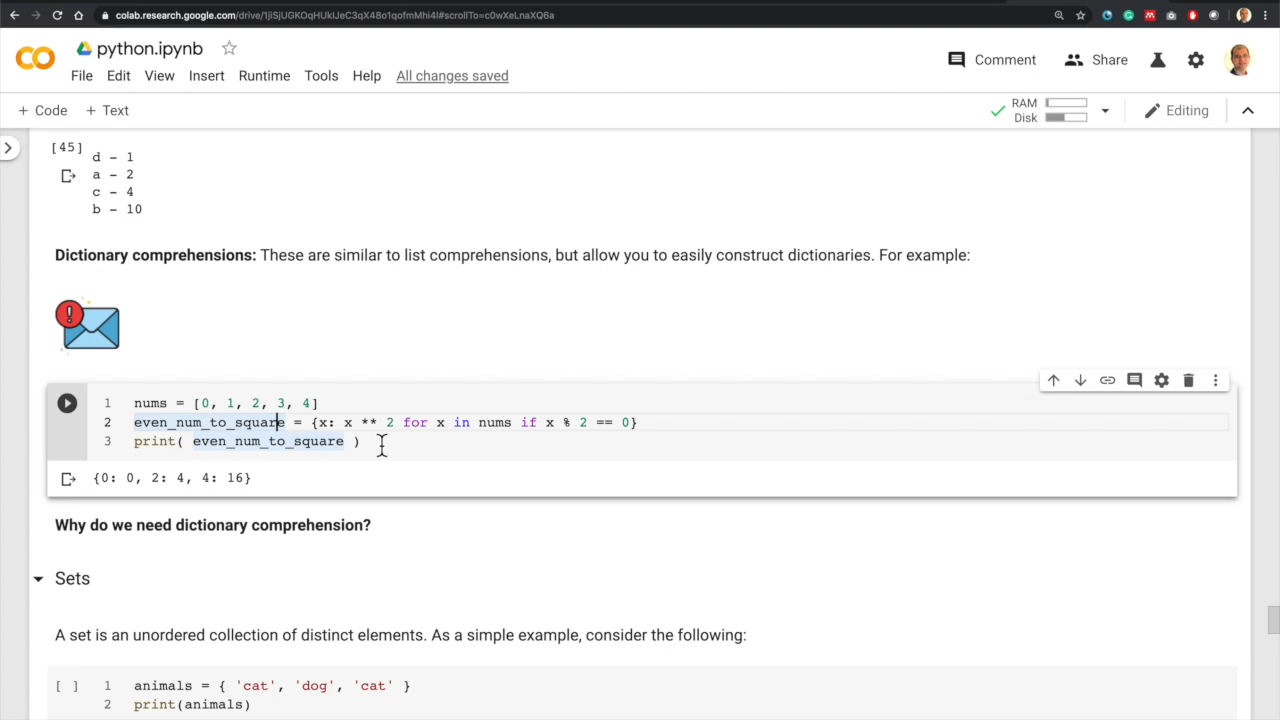 colab.research.google.com/drive/1jiSjUGKOqHUkIJeC3qX48o1qofmMhi4l#scrollTo=c0wXeLnaXQ6a
python.ipynb
File Edit View Insert Runtime Tools Help All changes saved
Comment Share
+ Code + Text
RAM
Disk
Editing
[45]
d - 1
a - 2
c - 4
b - 10
Dictionary comprehensions: These are similar to list comprehensions, but allow you to easily construct dictionaries. For example:
!
1 nums = [0, 1, 2, 3, 4]
2 even_num_to_square = {x: x ** 2 for x in nums if x % 2 == 0}
3 print( even_num_to_square )
{0: 0, 2: 4, 4: 16}
Why do we need dictionary comprehension?
Sets
A set is an unordered collection of distinct elements. As a simple example, consider the following:
[ ] 1 animals = { 'cat', 'dog', 'cat' }
2 print(animals)